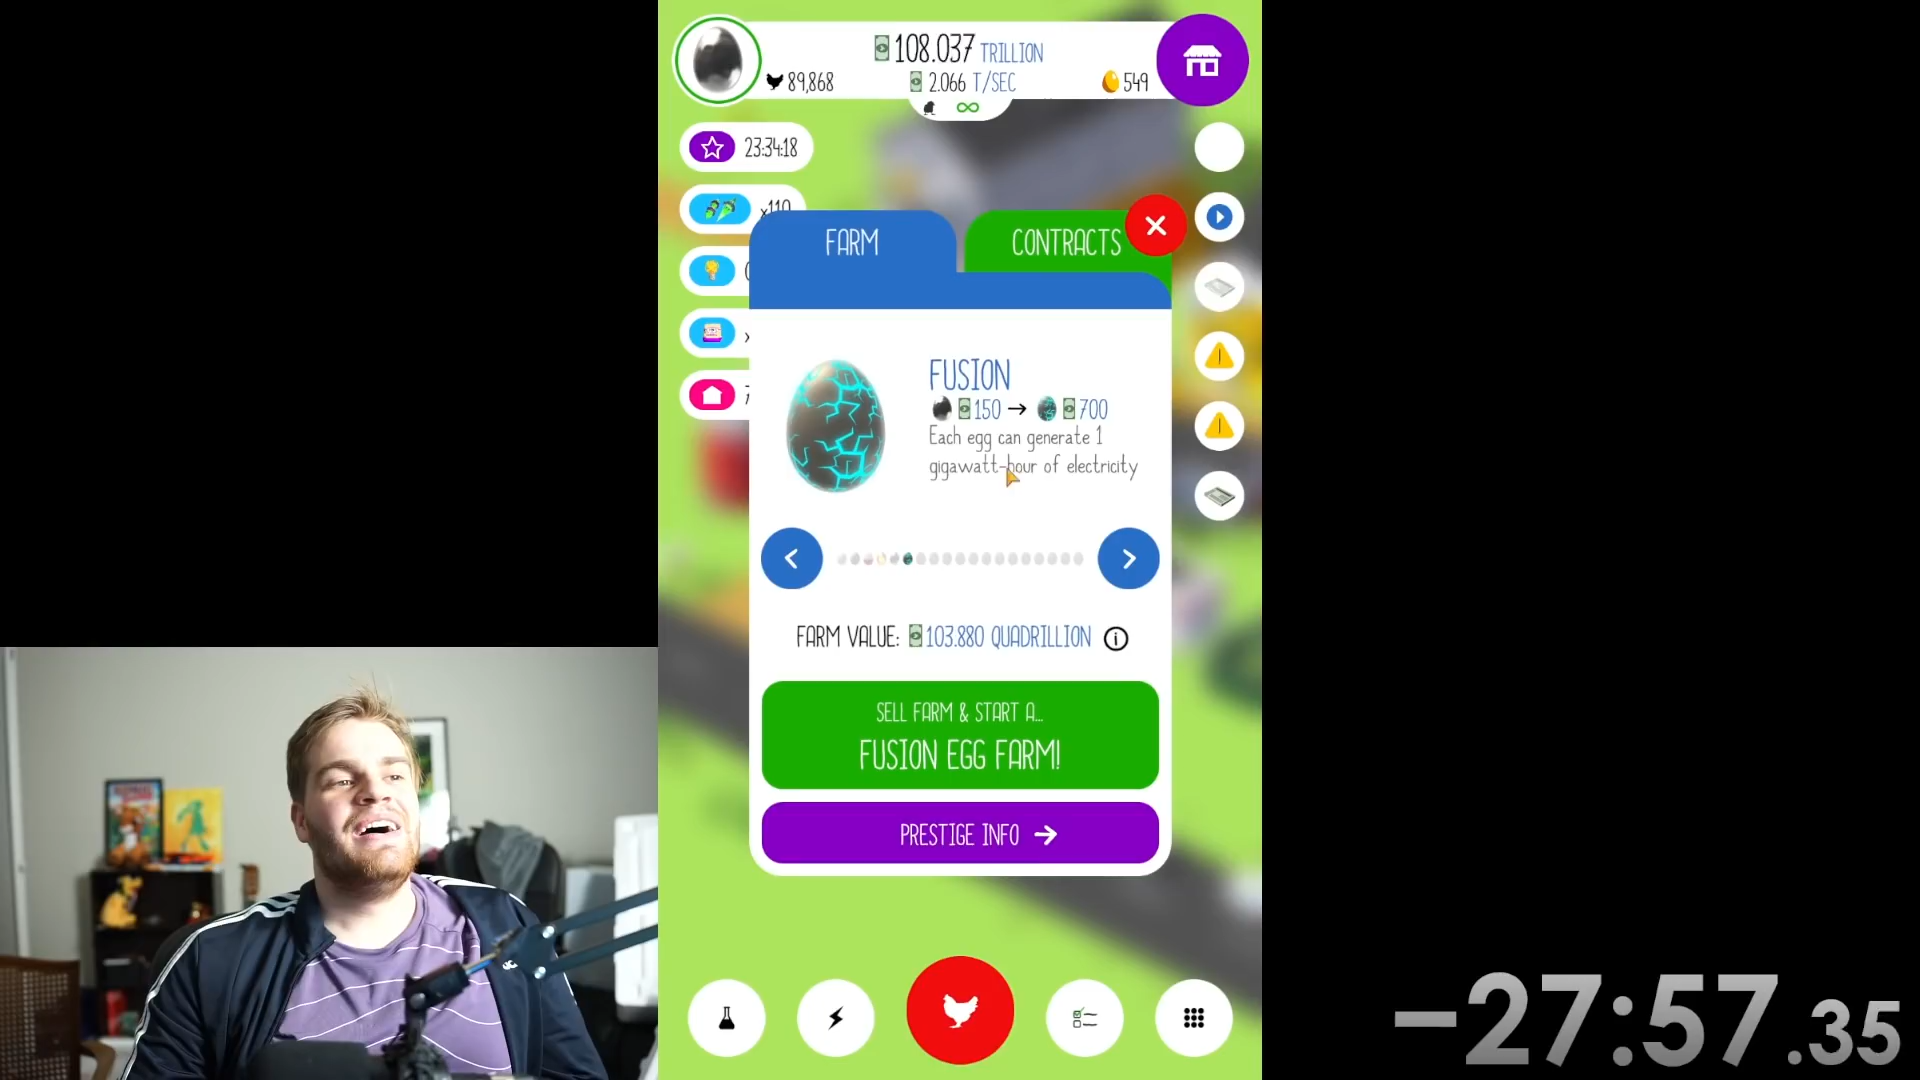 108.037 TRILLION
89,868
2.066 T/SEC
549
23:34:18
x110
FARM
CONTRACTS
FUSION
150 → 700
Each egg can generate 1
gigawatt-hour of electricity
FARM VALUE: 103.880 QUADRILLION
SELL FARM & START A...
FUSION EGG FARM!
PRESTIGE INFO →
-27:57.35